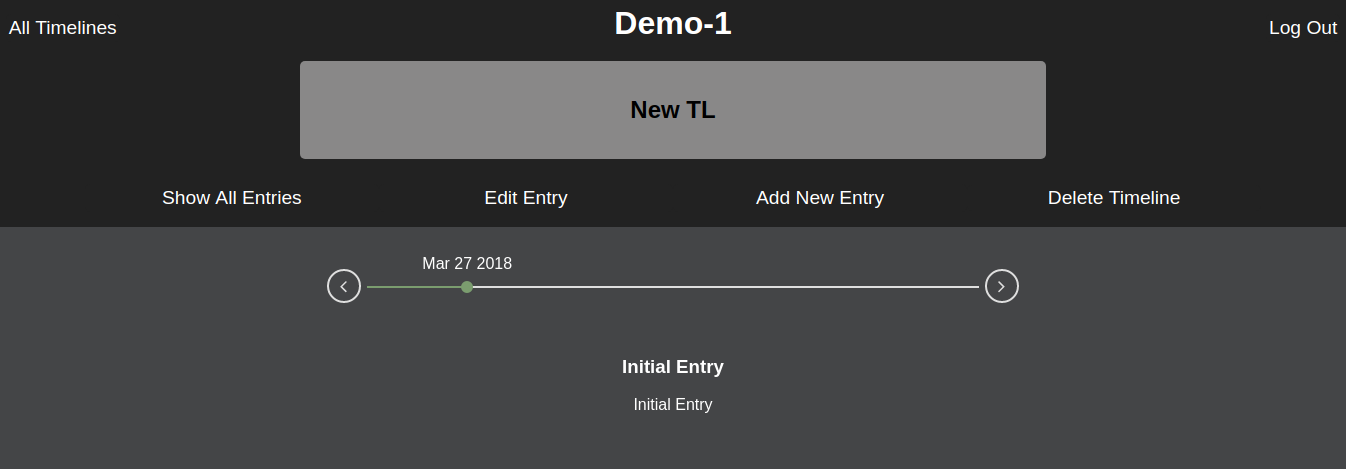 All Timelines
Demo-1
Log Out
New TL
Show All Entries
Edit Entry
Add New Entry
Delete Timeline
Mar 27 2018
Initial Entry
Initial Entry